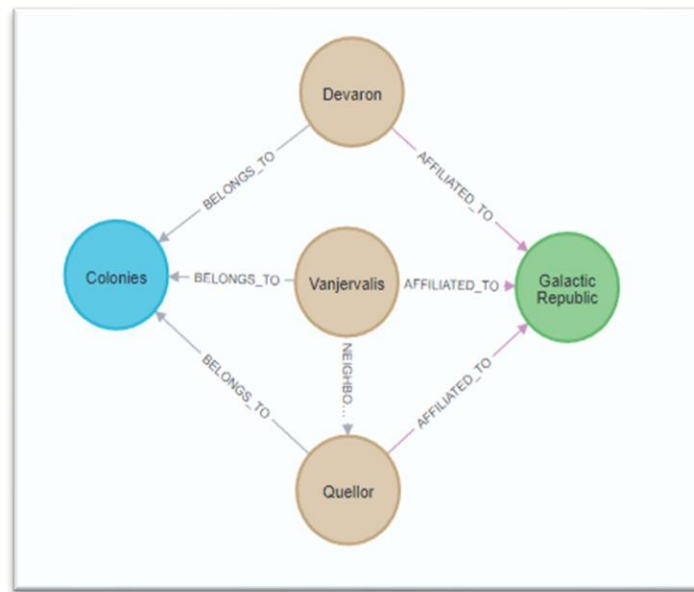 Devaron
BELONGS_TO
AFFILIATED_TO
Colonies
BELONGS_TO
Vanjervalis
AFFILIATED_TO
Galactic
Republic
NEIGHBO...
BELONGS_TO
AFFILIATED_TO
Quellor